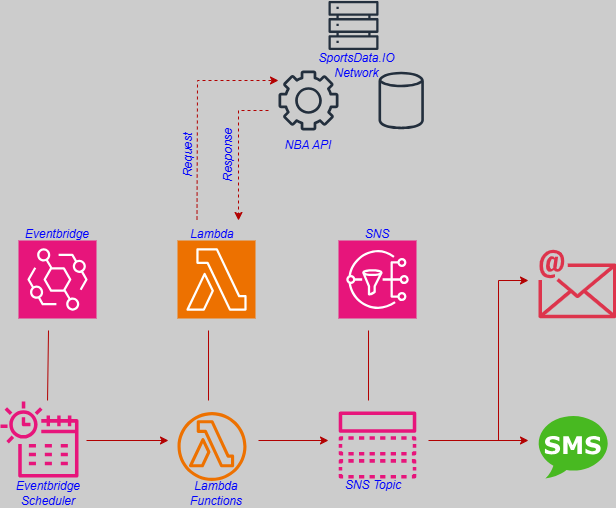 SportsData.IO
Network
NBA API
Request
Response
Eventbridge
Lambda
SNS
@
SMS
Eventbridge
Scheduler
Lambda
Functions
SNS Topic